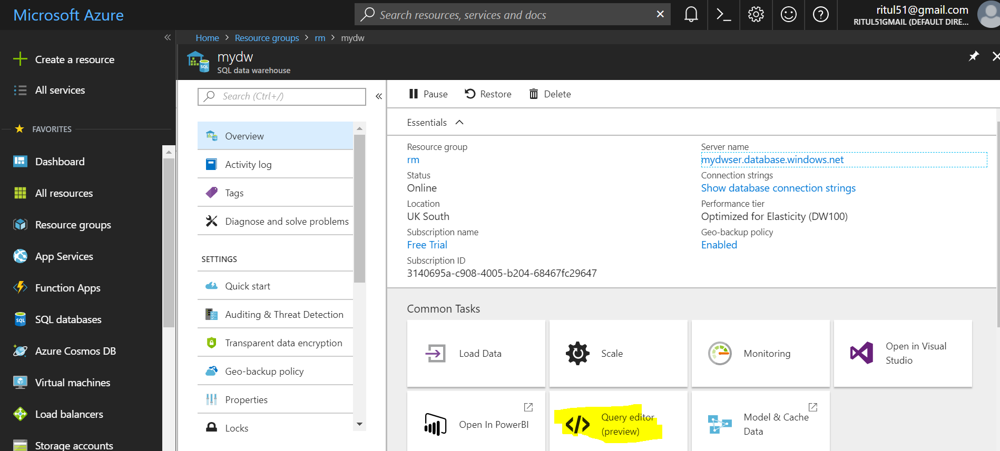 Microsoft Azure
Search resources, services and docs
ritul51@gmail.com
RITUL51GMAIL (DEFAULT DIRE...
Home > Resource groups > rm > mydw
Create a resource
All services
FAVORITES
Dashboard
All resources
Resource groups
App Services
Function Apps
SQL databases
Azure Cosmos DB
Virtual machines
Load balancers
Storage accounts
mydw
SQL data warehouse
Search (Ctrl+/)
Overview
Activity log
Tags
Diagnose and solve problems
SETTINGS
Quick start
Auditing & Threat Detection
Transparent data encryption
Geo-backup policy
Properties
Locks
Pause
Restore
Delete
Essentials
Resource group
rm
Status
Online
Location
UK South
Subscription name
Free Trial
Subscription ID
3140695a-c908-4005-b204-68467fc29647
Server name
mydwser.database.windows.net
Connection strings
Show database connection strings
Performance tier
Optimized for Elasticity (DW100)
Geo-backup policy
Enabled
Common Tasks
Load Data
Scale
Monitoring
Open in Visual
Studio
Open In PowerBI
Query editor
(preview)
Model & Cache
Data